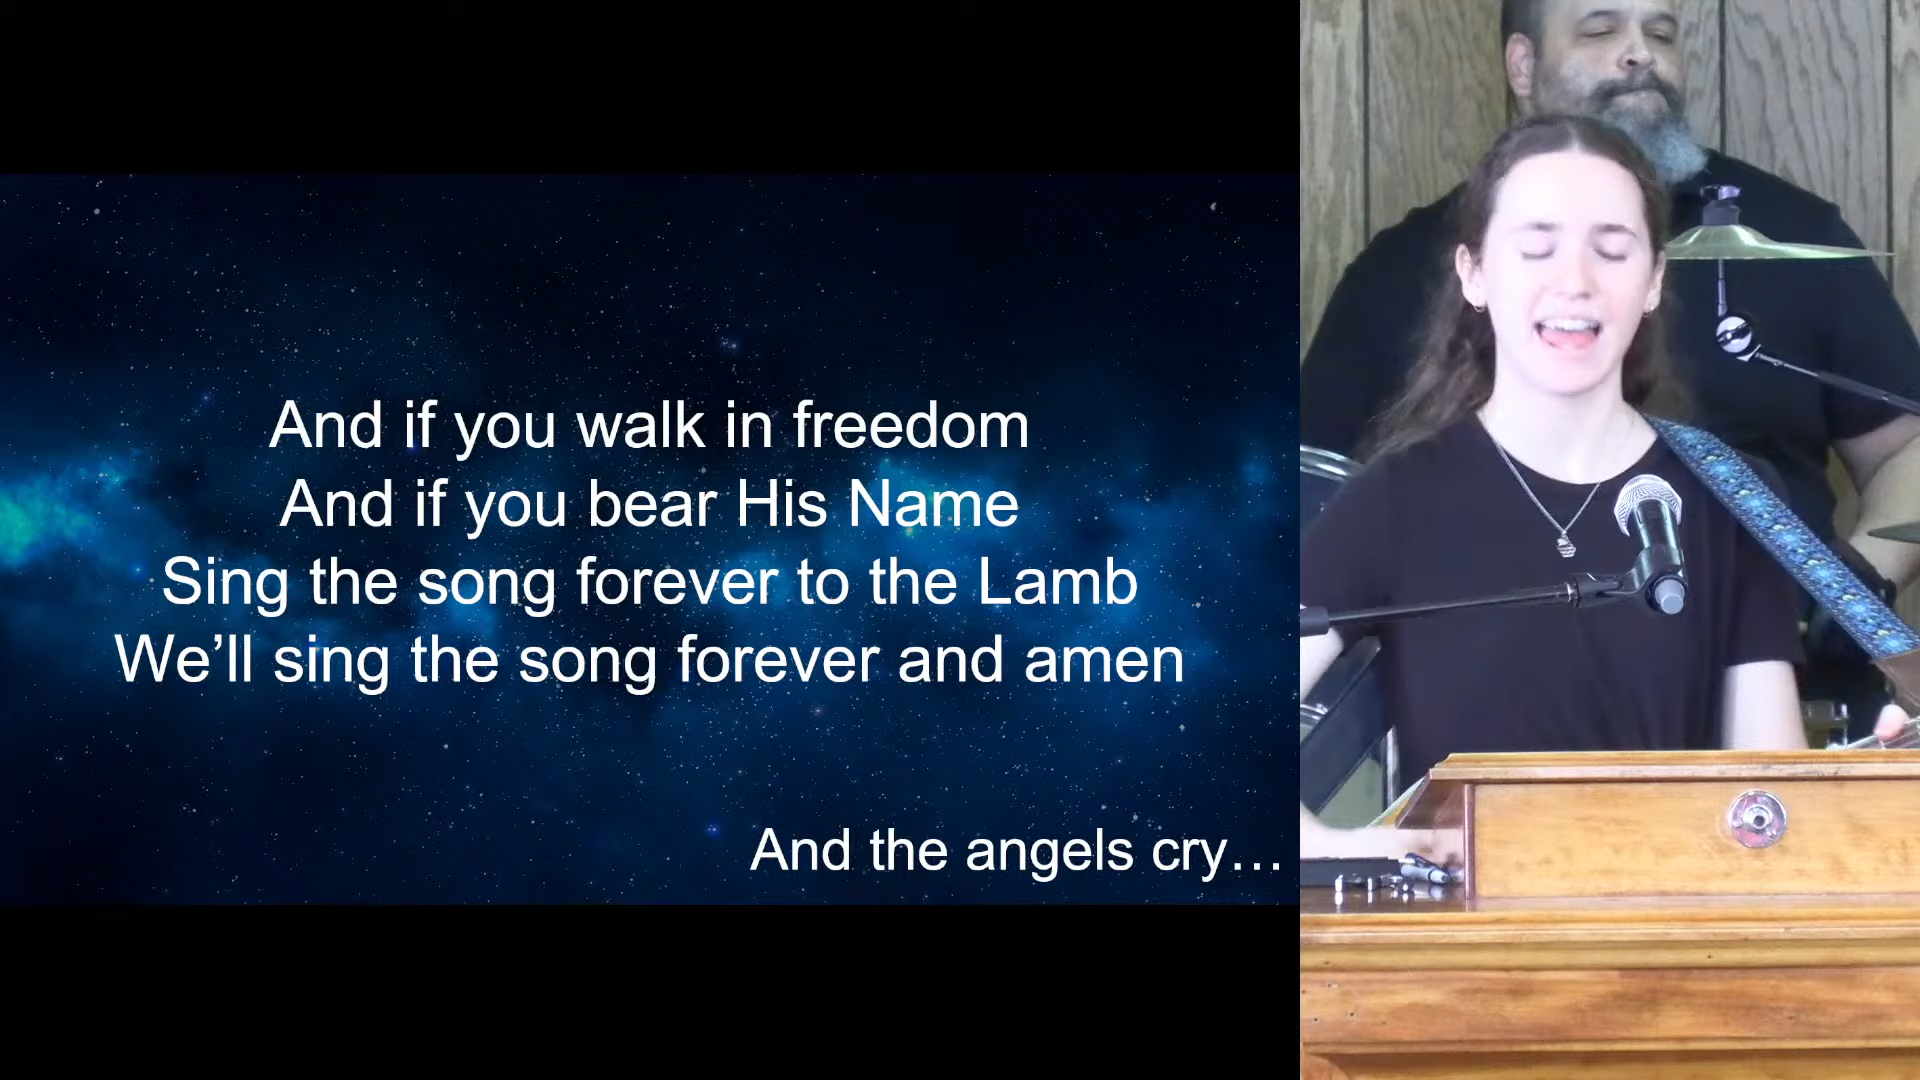 And if you walk in freedom
And if you bear His Name
Sing the song forever to the Lamb
We’ll sing the song forever and amen
And the angels cry…